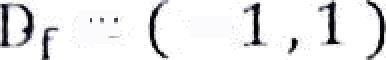 D_f = (-1,1)